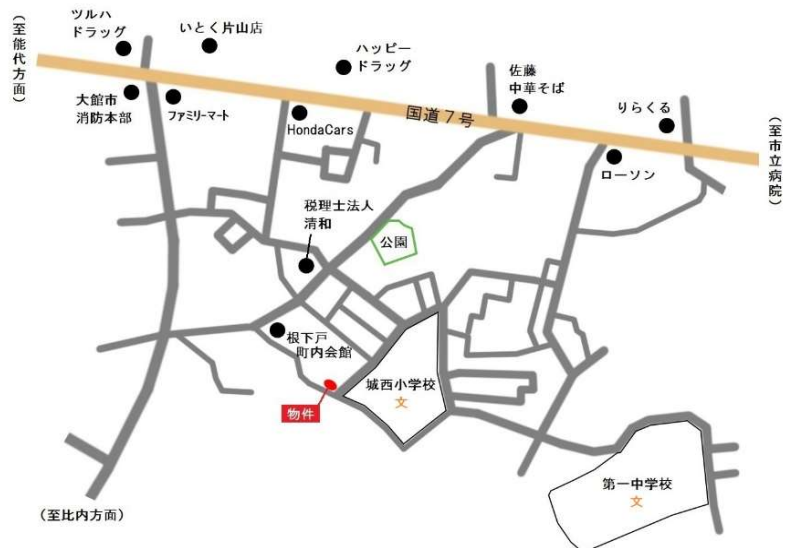 (至能代方面)
ツルハ
ドラッグ
いとく片山店
ハッピー
ドラッグ
佐藤
中華そば
りらくる
(至市立病院)
大館市
消防本部
ファミリーマート
HondaCars
国道7号
ローソン
税理士法人
清和
公園
根下戸
町内会館
城西小学校
文
物件
第一中学校
文
(至比内方面)